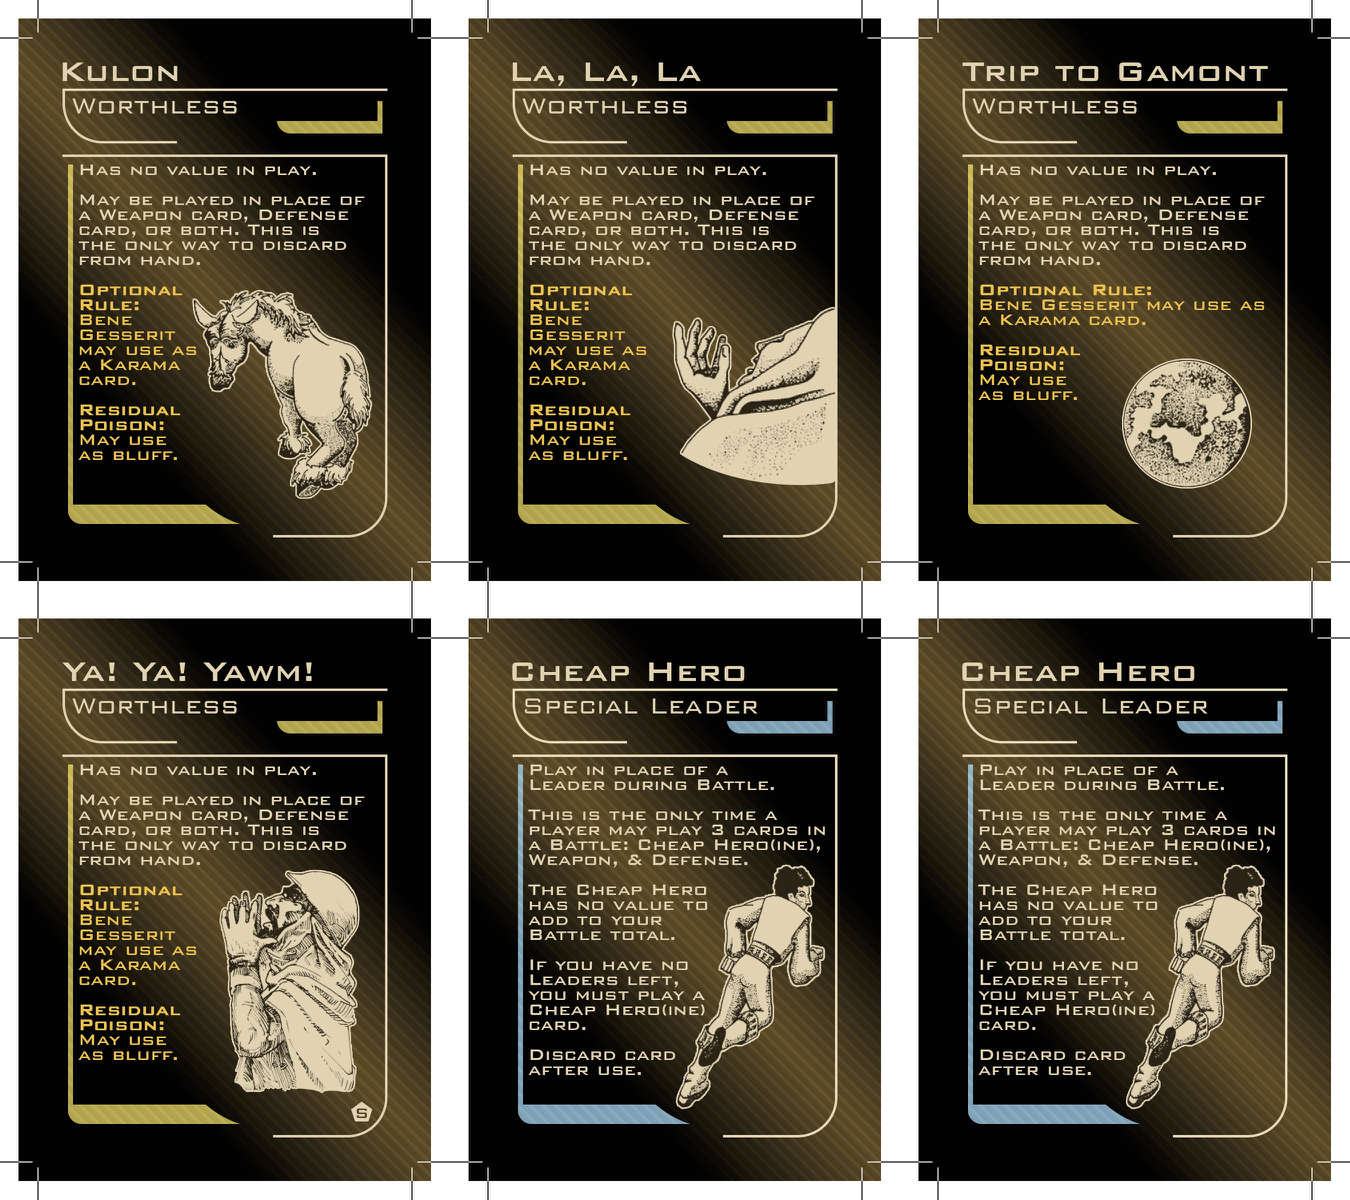 Kulon
Worthless
Has no value in play.
May be played in place of
a Weapon card, Defense
card, or both. This is
the only way to discard
from hand.
Optional
Rule:
Bene
Gesserit
may use as
a Karama
card.
Residual
Poison:
May use
as bluff.
La, La, La
Worthless
Has no value in play.
May be played in place of
a Weapon card, Defense
card, or both. This is
the only way to discard
from hand.
Optional
Rule:
Bene
Gesserit
may use as
a Karama
card.
Residual
Poison:
May use
as bluff.
Trip to Gamont
Worthless
Has no value in play.
May be played in place of
a Weapon card, Defense
card, or both. This is
the only way to discard
from hand.
Optional Rule:
Bene Gesserit may use as
a Karama card.
Residual
Poison:
May use
as bluff.
Ya! Ya! Yawm!
Worthless
Has no value in play.
May be played in place of
a Weapon card, Defense
card, or both. This is
the only way to discard
from hand.
Optional
Rule:
Bene
Gesserit
may use as
a Karama
card.
Residual
Poison:
May use
as bluff.
S
Cheap Hero
Special Leader
Play in place of a
Leader during Battle.
This is the only time a
player may play 3 cards in
a Battle: Cheap Hero(ine),
Weapon, & Defense.
The Cheap Hero
has no value to
add to your
Battle total.
If you have no
Leaders left,
you must play a
Cheap Hero(ine)
card.
Discard card
after use.
Cheap Hero
Special Leader
Play in place of a
Leader during Battle.
This is the only time a
player may play 3 cards in
a Battle: Cheap Hero(ine),
Weapon, & Defense.
The Cheap Hero
has no value to
add to your
Battle total.
If you have no
Leaders left,
you must play a
Cheap Hero(ine)
card.
Discard card
after use.